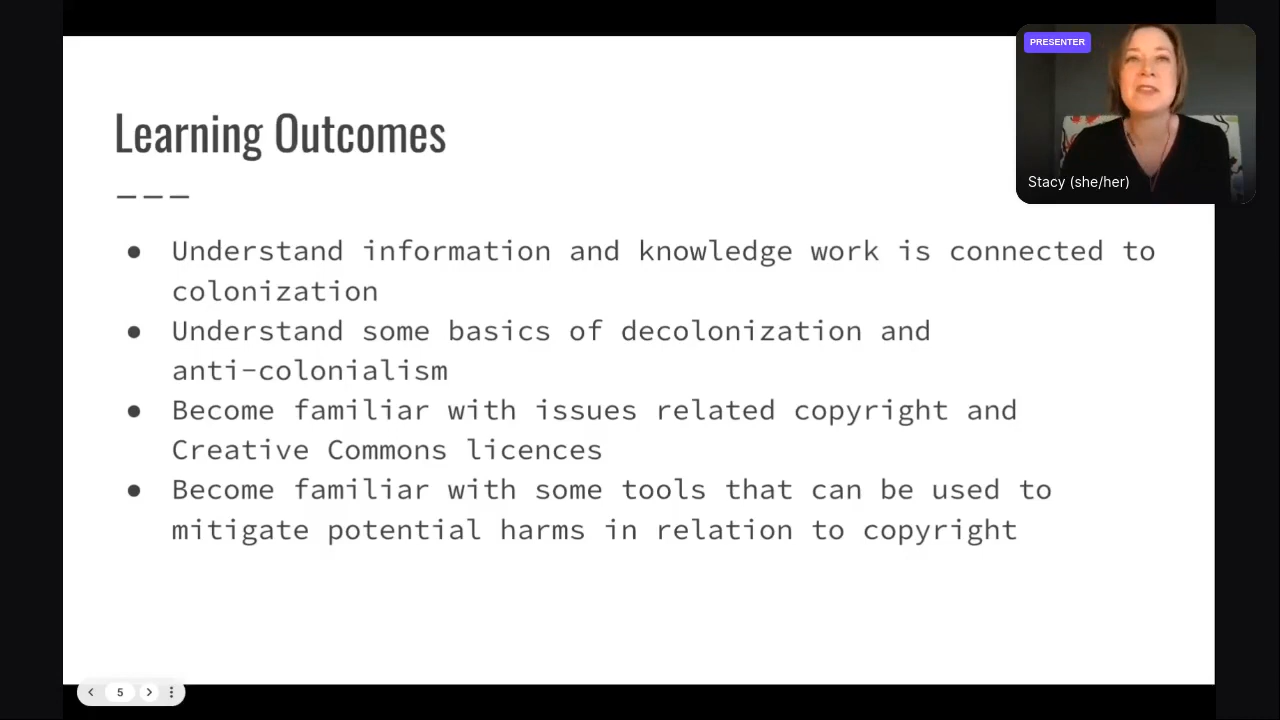 PRESENTER
Stacy (she/her)
Learning Outcomes
———
● Understand information and knowledge work is connected to
colonization
● Understand some basics of decolonization and
anti-colonialism
● Become familiar with issues related copyright and
Creative Commons licences
● Become familiar with some tools that can be used to
mitigate potential harms in relation to copyright
5